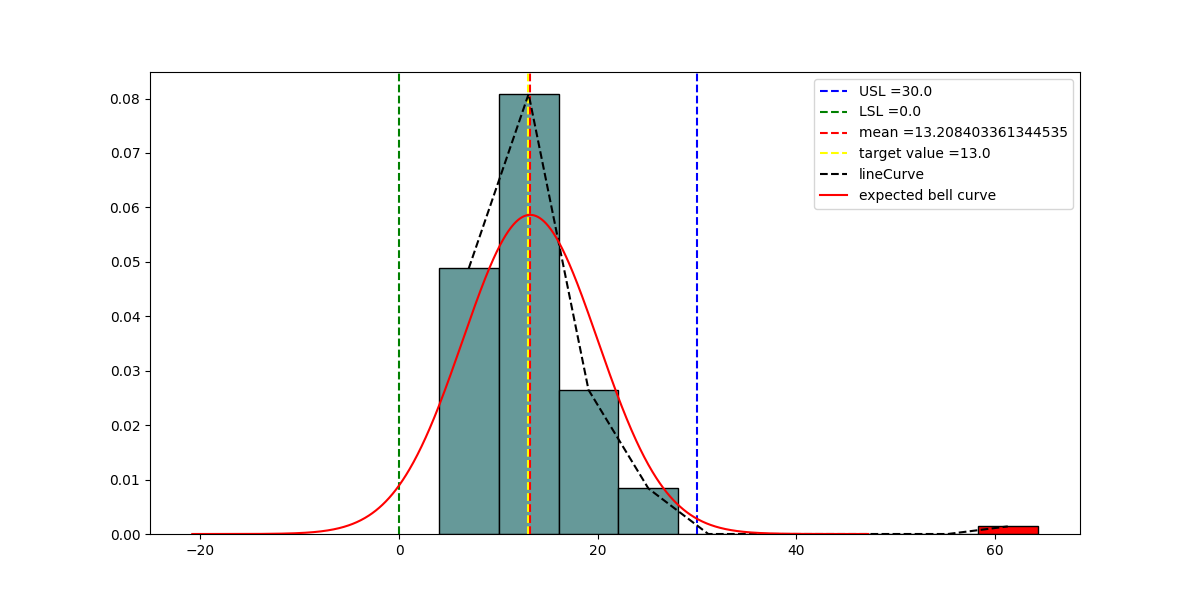 USL =30.0
LSL =0.0
mean =13.208403361344535
target value =13.0
lineCurve
expected bell curve
0.08
0.07
0.06
0.05
0.04
0.03
0.02
0.01
0.00
−20 0 20 40 60